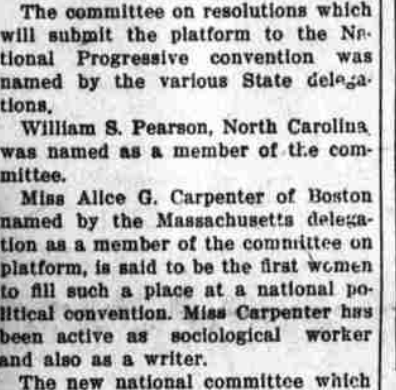 The committee on resolutions which
will submit the platform to the Na-
tional Progressive convention was
named by the various State delega-
tions.
William S. Pearson, North Carolina
was named as a member of the com-
mittee.
Miss Alice G. Carpenter of Boston
named by the Massachusetts delega-
tion as a member of the committee on
platform, is said to be the first women
to fill such a place at a national po-
litical convention. Miss Carpenter has
been active as sociological worker
and also as a writer.
The new national committee which